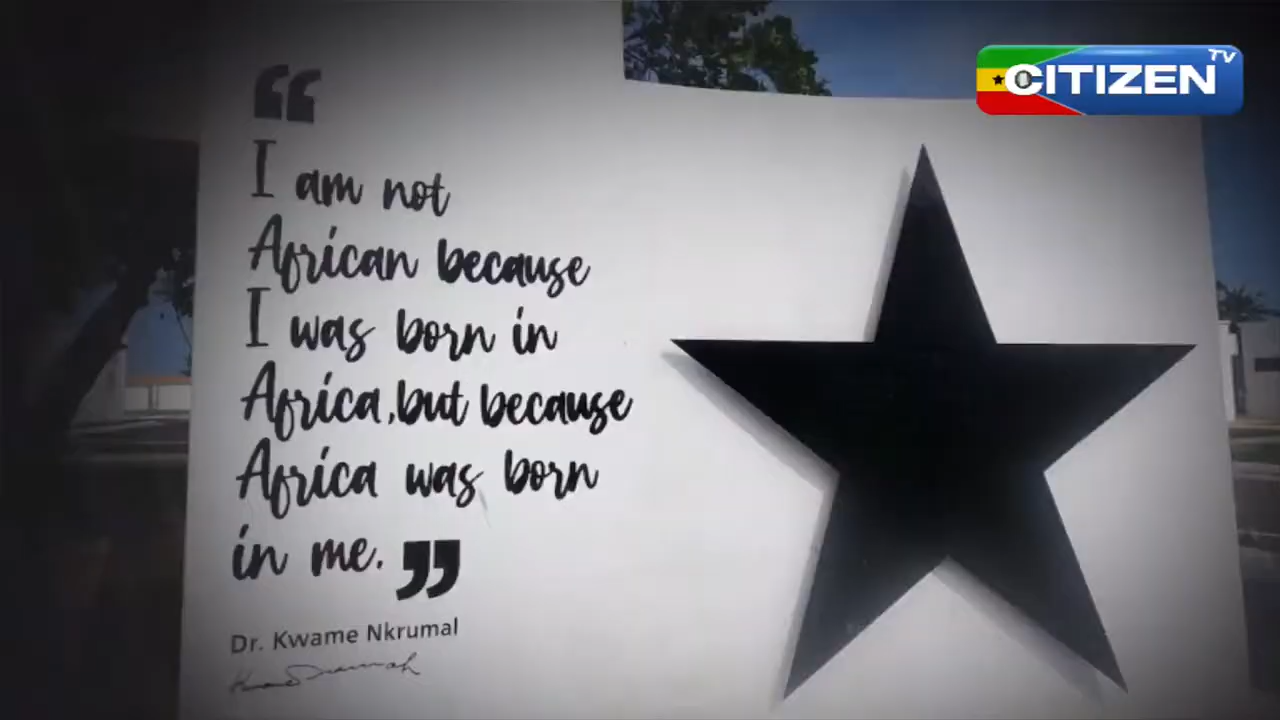 CITIZEN TV
“
I am not
African because
I was born in
Africa, but because
Africa was born
in me. ”
Dr. Kwame Nkrumal